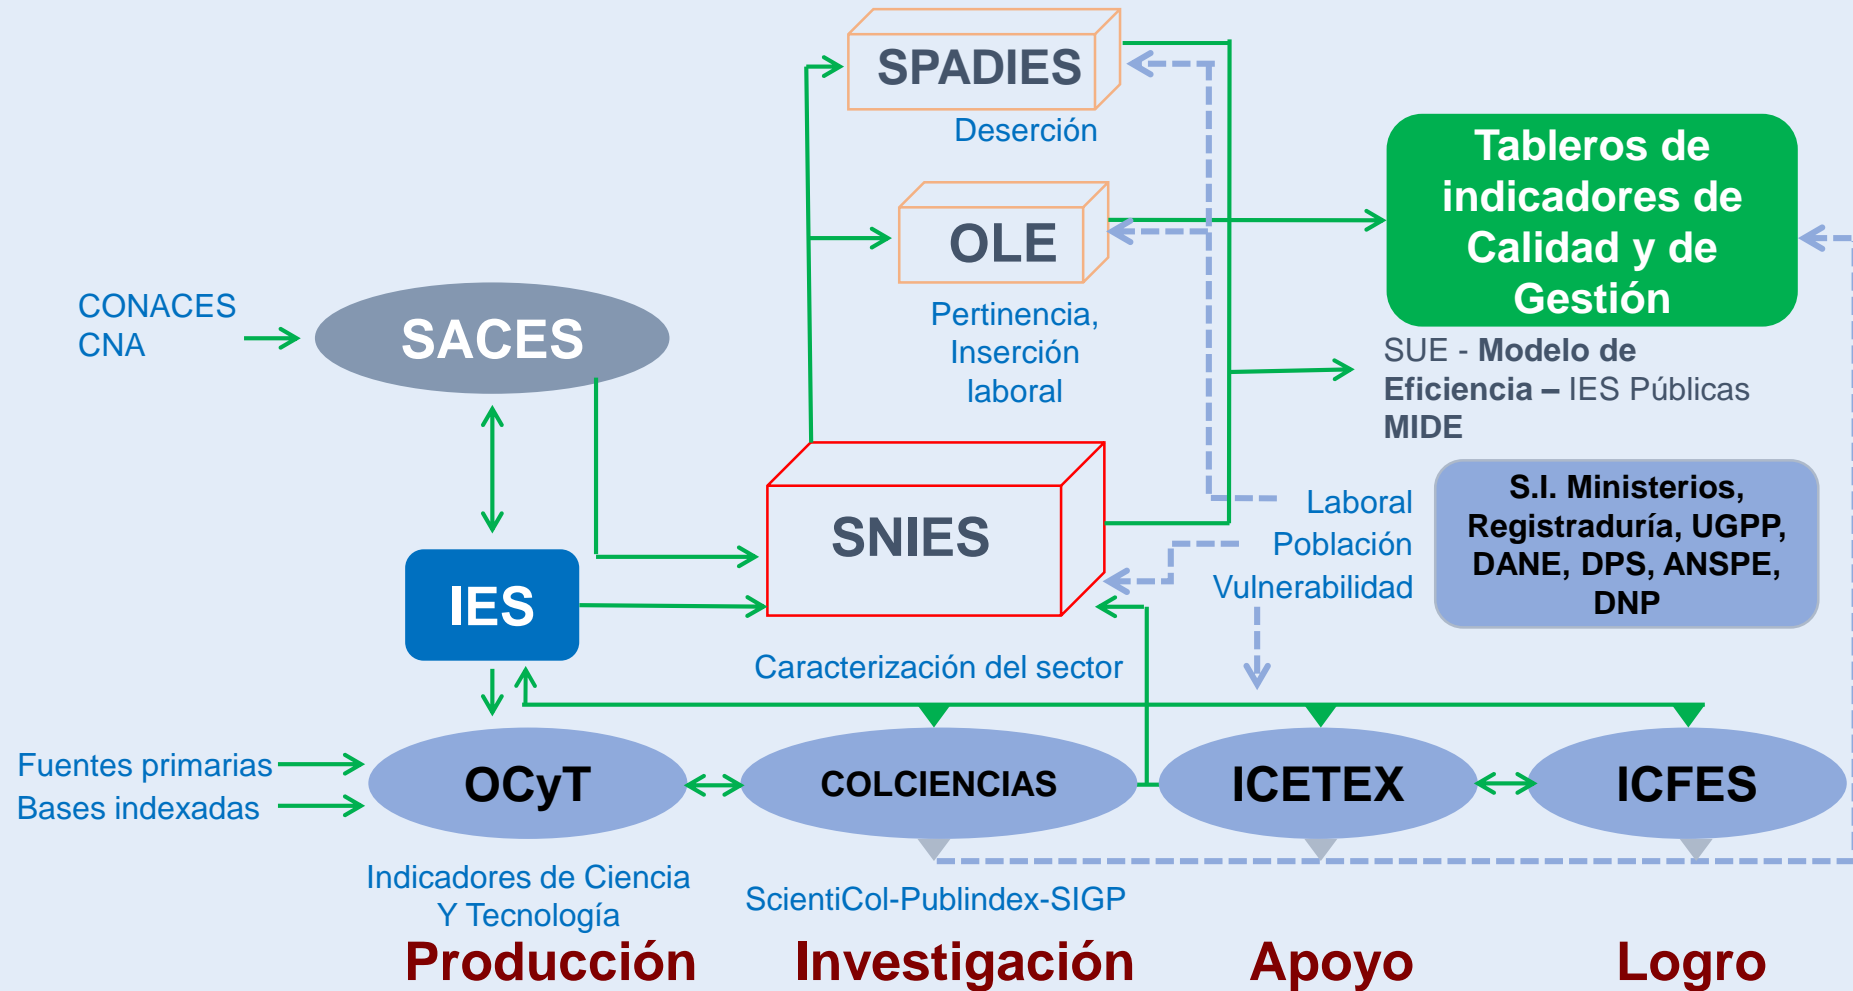 SPADIES
Deserción
Tableros de
indicadores de
Calidad y de
Gestión
OLE
Pertinencia,
Inserción
laboral
CONACES
CNA
SACES
SUE - Modelo de
Eficiencia – IES Públicas
MIDE
S.I. Ministerios,
Registraduría, UGPP,
DANE, DPS, ANSPE,
DNP
Laboral
Población
Vulnerabilidad
SNIES
IES
Caracterización del sector
Fuentes primarias
Bases indexadas
OCyT
COLCIENCIAS
ICETEX
ICFES
Indicadores de Ciencia
Y Tecnología
ScientiCol-Publindex-SIGP
Producción
Investigación
Apoyo
Logro